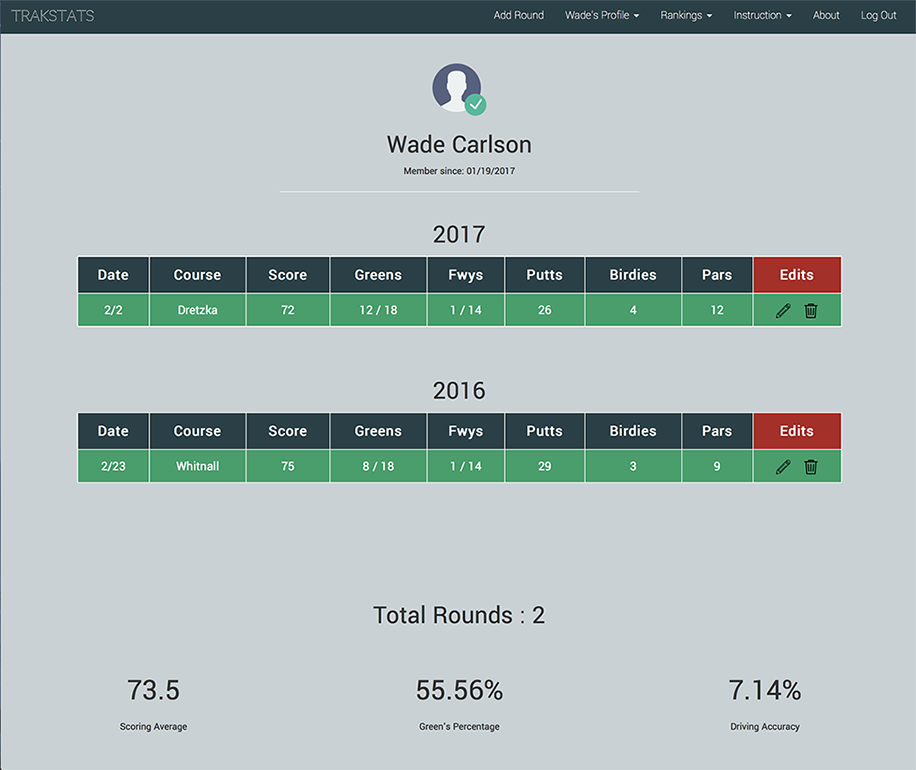 TRAKSTATS Add Round Wade's Profile Rankings Instruction About Log Out
Wade Carlson
Member since: 01/19/2017
2017
Date Course Score Greens Fwys Putts Birdies Pars Edits
2/2 Dretzka 72 12 / 18 1 / 14 26 4 12
2016
Date Course Score Greens Fwys Putts Birdies Pars Edits
2/23 Whitnall 75 8 / 18 1 / 14 29 3 9
Total Rounds : 2
73.5 55.56% 7.14%
Scoring Average Green's Percentage Driving Accuracy